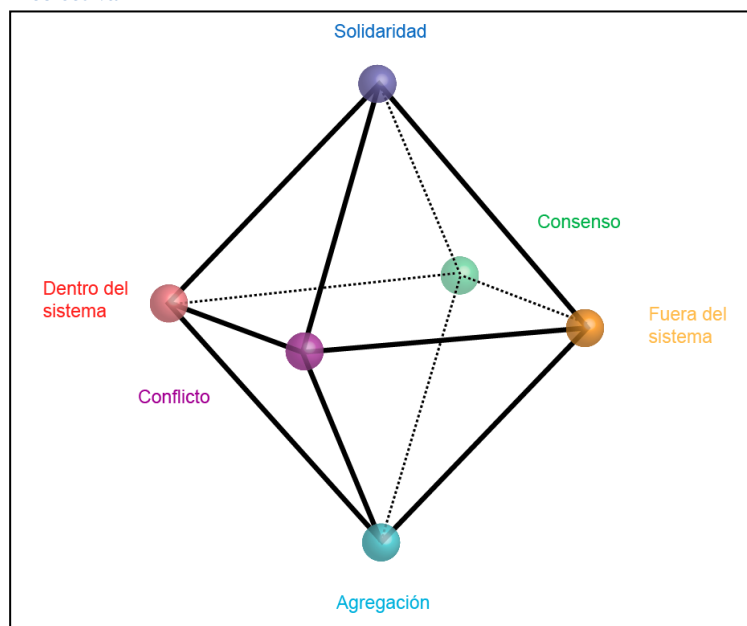 Solidaridad
Consenso
Dentro del
sistema
Fuera del
sistema
Conflicto
Agregación